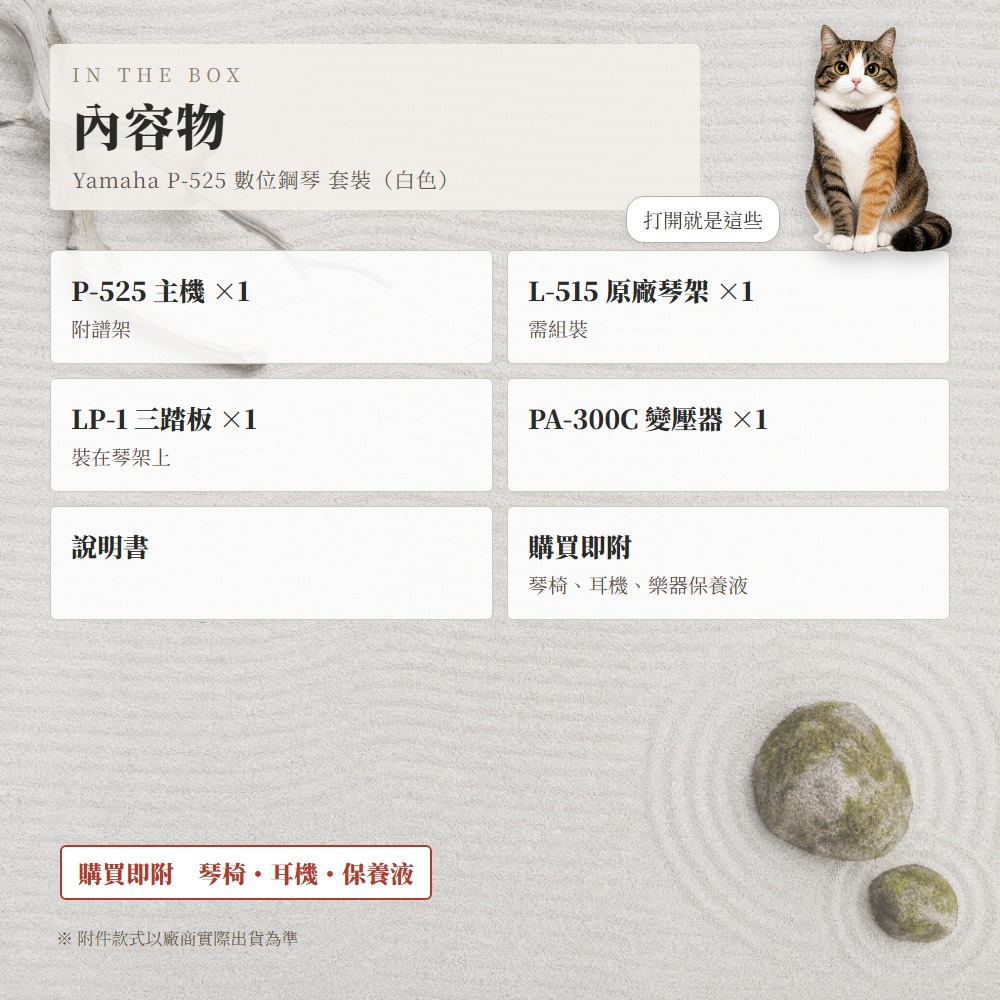 IN THE BOX
內容物
Yamaha P-525 數位鋼琴 套裝（白色）
打開就是這些
P-525 主機 ×1
附譜架
L-515 原廠琴架 ×1
需組裝
LP-1 三踏板 ×1
裝在琴架上
PA-300C 變壓器 ×1
說明書
購買即附
琴椅、耳機、樂器保養液
購買即附　琴椅・耳機・保養液
※ 附件款式以廠商實際出貨為準